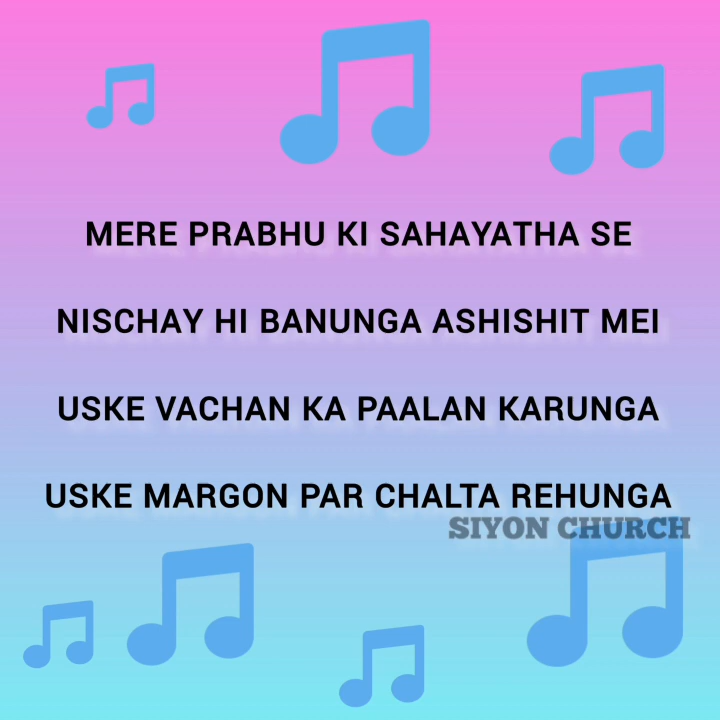 MERE PRABHU KI SAHAYATHA SE
NISCHAY HI BANUNGA ASHISHIT MEI
USKE VACHAN KA PAALAN KARUNGA
USKE MARGON PAR CHALTA REHUNGA
SIYON CHURCH